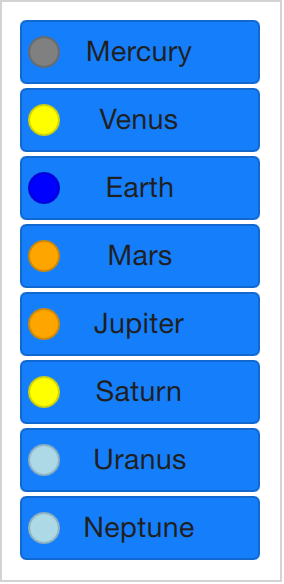 Mercury
Venus
Earth
Mars
Jupiter
Saturn
Uranus
Neptune